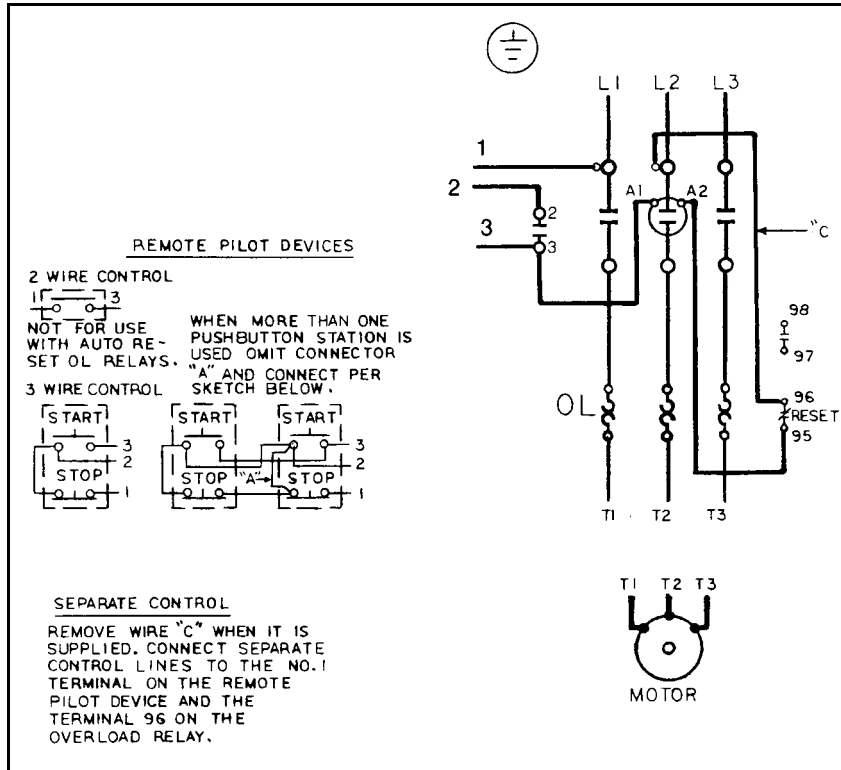 L1 L2 L3
1
2
A1 A2
2
3
3
"C
REMOTE PILOT DEVICES
2 WIRE CONTROL
1 3
NOT FOR USE
WITH AUTO RE-
SET OL RELAYS.
WHEN MORE THAN ONE
PUSHBUTTON STATION IS
USED OMIT CONNECTOR
"A" AND CONNECT PER
SKETCH BELOW.
3 WIRE CONTROL
START
3
2
STOP
1
START START
3
2
STOP "A" STOP
1
98
97
96
RESET
95
OL
T1 T2 T3
T1 T2 T3
MOTOR
SEPARATE CONTROL
REMOVE WIRE "C" WHEN IT IS
SUPPLIED. CONNECT SEPARATE
CONTROL LINES TO THE NO.1
TERMINAL ON THE REMOTE
PILOT DEVICE AND THE
TERMINAL 96 ON THE
OVERLOAD RELAY.